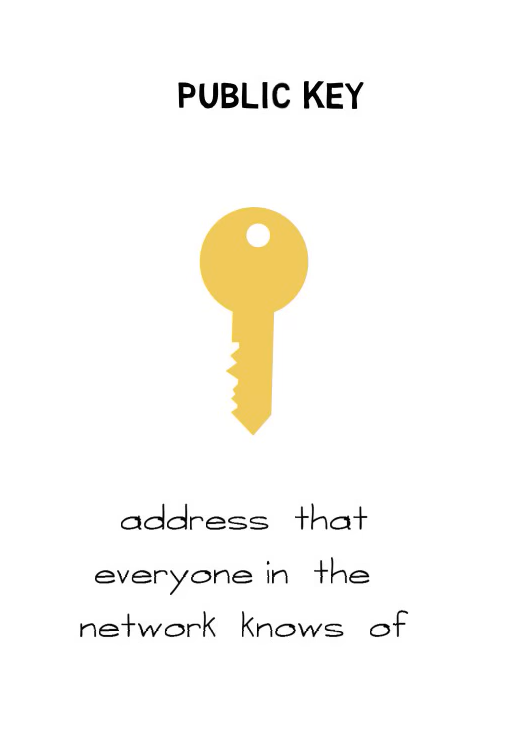 PUBLIC KEY
address that
everyone in the
network knows of